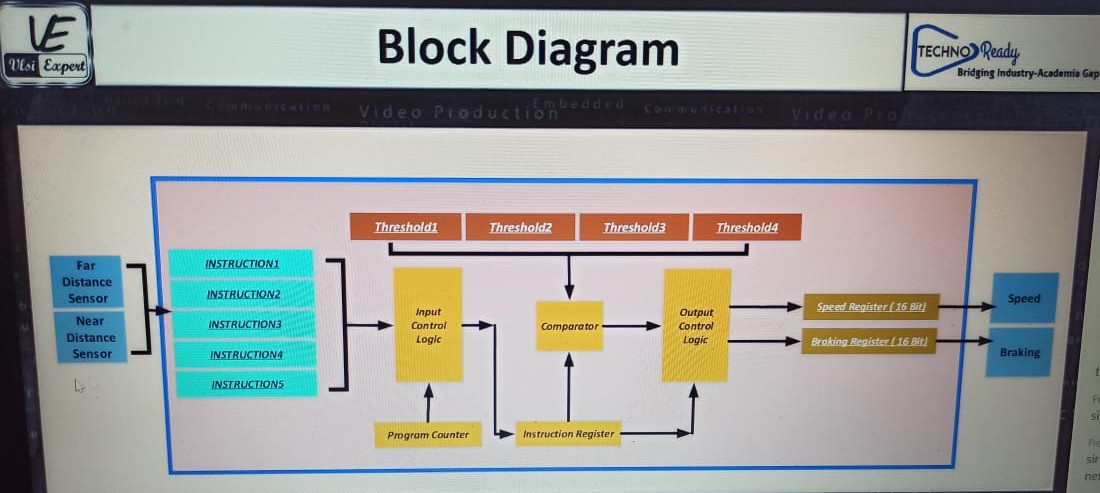 VE
Vlsi Expert
Block Diagram
TECHNO Ready
Bridging Industry-Academia Gap
Communication
Video Production
Embedded
Communication
Video Pro
Threshold1
Threshold2
Threshold3
Threshold4
Far
Distance
Sensor
Near
Distance
Sensor
INSTRUCTION1
INSTRUCTION2
INSTRUCTION3
INSTRUCTION4
INSTRUCTION5
Input
Control
Logic
Comparator
Output
Control
Logic
Speed Register ( 16 Bit)
Braking Register ( 16 Bit)
Speed
Braking
Program Counter
Instruction Register